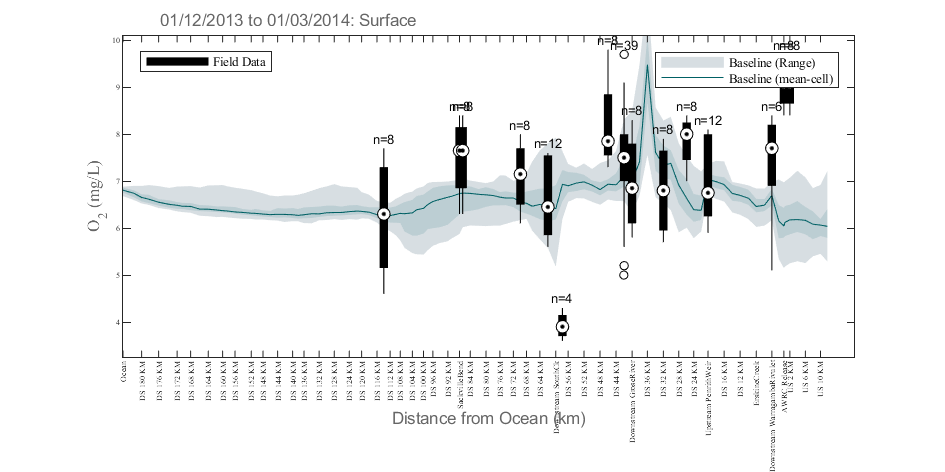 01/12/2013 to 01/03/2014: Surface
Field Data
Baseline (Range)
Baseline (mean-cell)
O2 (mg/L)
10
9
8
7
6
5
4
n=8
n=8
n=8
n=12
n=4
n=8
n=39
n=8
n=8
n=8
n=12
n=6
n=8
Ocean
DS 180 KM
DS 176 KM
DS 172 KM
DS 168 KM
DS 164 KM
DS 160 KM
DS 156 KM
DS 152 KM
DS 148 KM
DS 144 KM
DS 140 KM
DS 136 KM
DS 132 KM
DS 128 KM
DS 124 KM
DS 120 KM
DS 116 KM
DS 112 KM
DS 108 KM
DS 104 KM
DS 100 KM
DS 96 KM
DS 92 KM
DS 84 KM
DS 80 KM
DS 76 KM
DS 72 KM
DS 68 KM
DS 64 KM
DS 56 KM
DS 52 KM
DS 48 KM
DS 44 KM
DS 36 KM
DS 32 KM
DS 28 KM
DS 24 KM
Upstream PenrithWeir
DS 16 KM
DS 12 KM
ErskineCreek
US 6 KM
US 10 KM
Distance from Ocean (km)